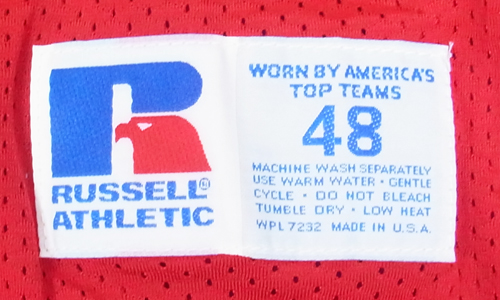 RUSSELL®
ATHLETIC
WORN BY AMERICA'S
TOP TEAMS
48
MACHINE WASH SEPARATELY
USE WARM WATER • GENTLE
CYCLE • DO NOT BLEACH
TUMBLE DRY • LOW HEAT
WPL 7232 MADE IN U.S.A.